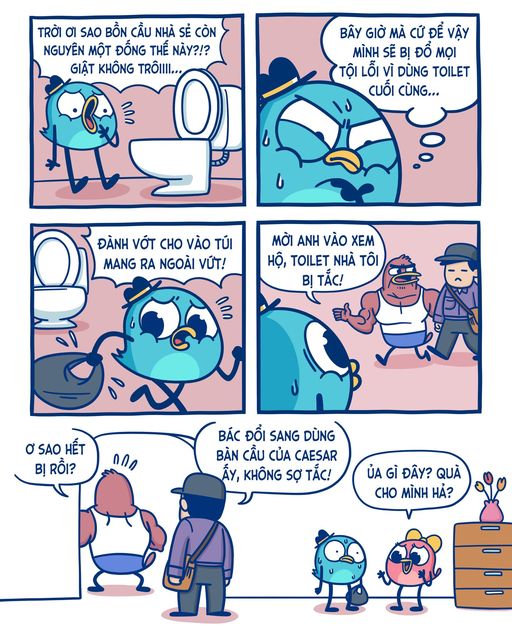 TRỜI ƠI SAO BỒN CẦU NHÀ SẺ CÒN
NGUYÊN MỘT ĐỐNG THẾ NÀY?!?
GIẬT KHÔNG TRÔIIII...
BÂY GIỜ MÀ CỨ ĐỂ VẬY
MÌNH SẼ BỊ ĐỔ MỌI
TỘI LỖI VÌ DÙNG TOILET
CUỐI CÙNG...
ĐÀNH VỚT CHO VÀO TÚI
MANG RA NGOÀI VỨT!
MỜI ANH VÀO XEM
HỘ, TOILET NHÀ TÔI
BỊ TẮC!
Ơ SAO HẾT
BỊ RỒI?
BÁC ĐỔI SANG DÙNG
BÀN CẦU CỦA CAESAR
ẤY, KHÔNG SỢ TẮC!
ỦA GÌ ĐÂY? QUÀ
CHO MÌNH HẢ?